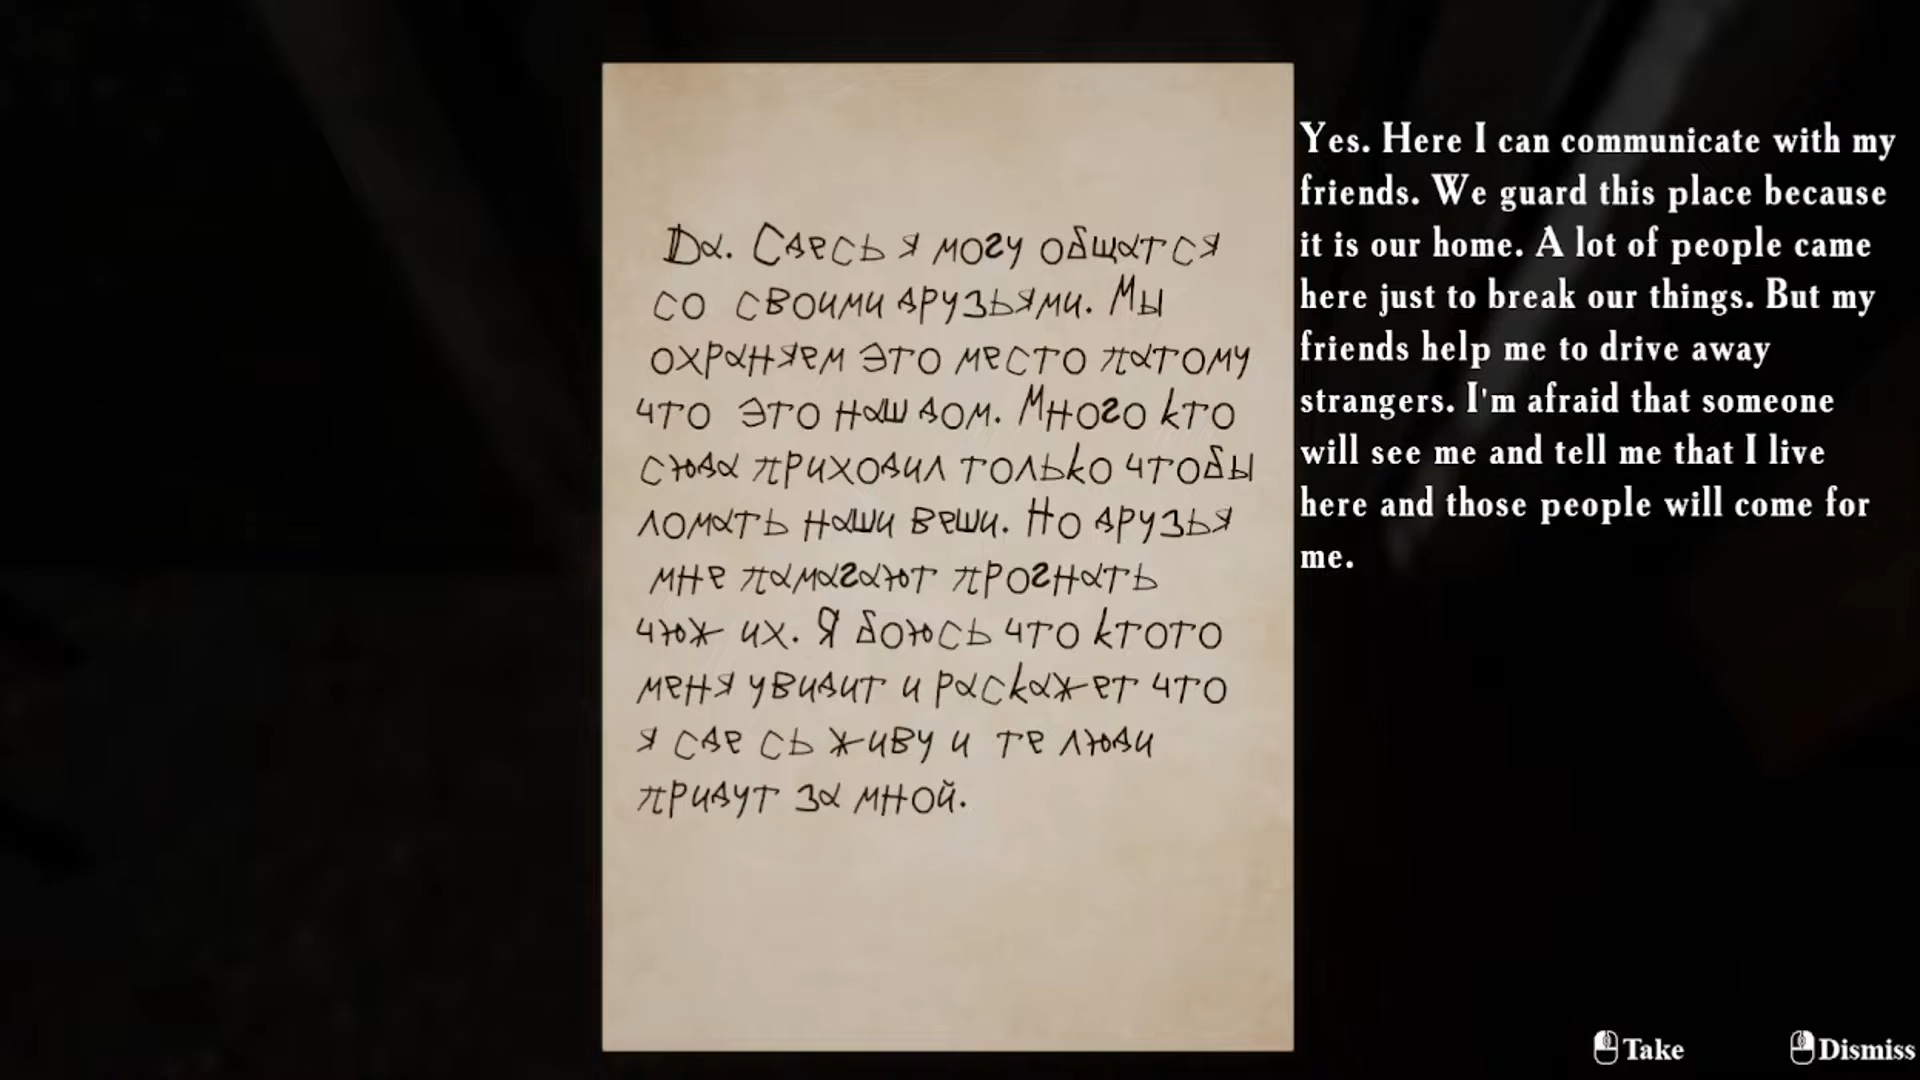 Да. Сдесь я могу общатся
со своими друзьями. Мы
охраняем это место патому
что это наш дом. Много кто
сюда приходил только чтобы
ломать наши веши. Но друзья
мне памагают прогнать
чюж их. Я боюсь что ктото
меня увидит и раскажет что
я сде сь живу и те люди
придут за мной.
Yes. Here I can communicate with my
friends. We guard this place because
it is our home. A lot of people came
here just to break our things. But my
friends help me to drive away
strangers. I'm afraid that someone
will see me and tell me that I live
here and those people will come for
me.
Take
Dismiss